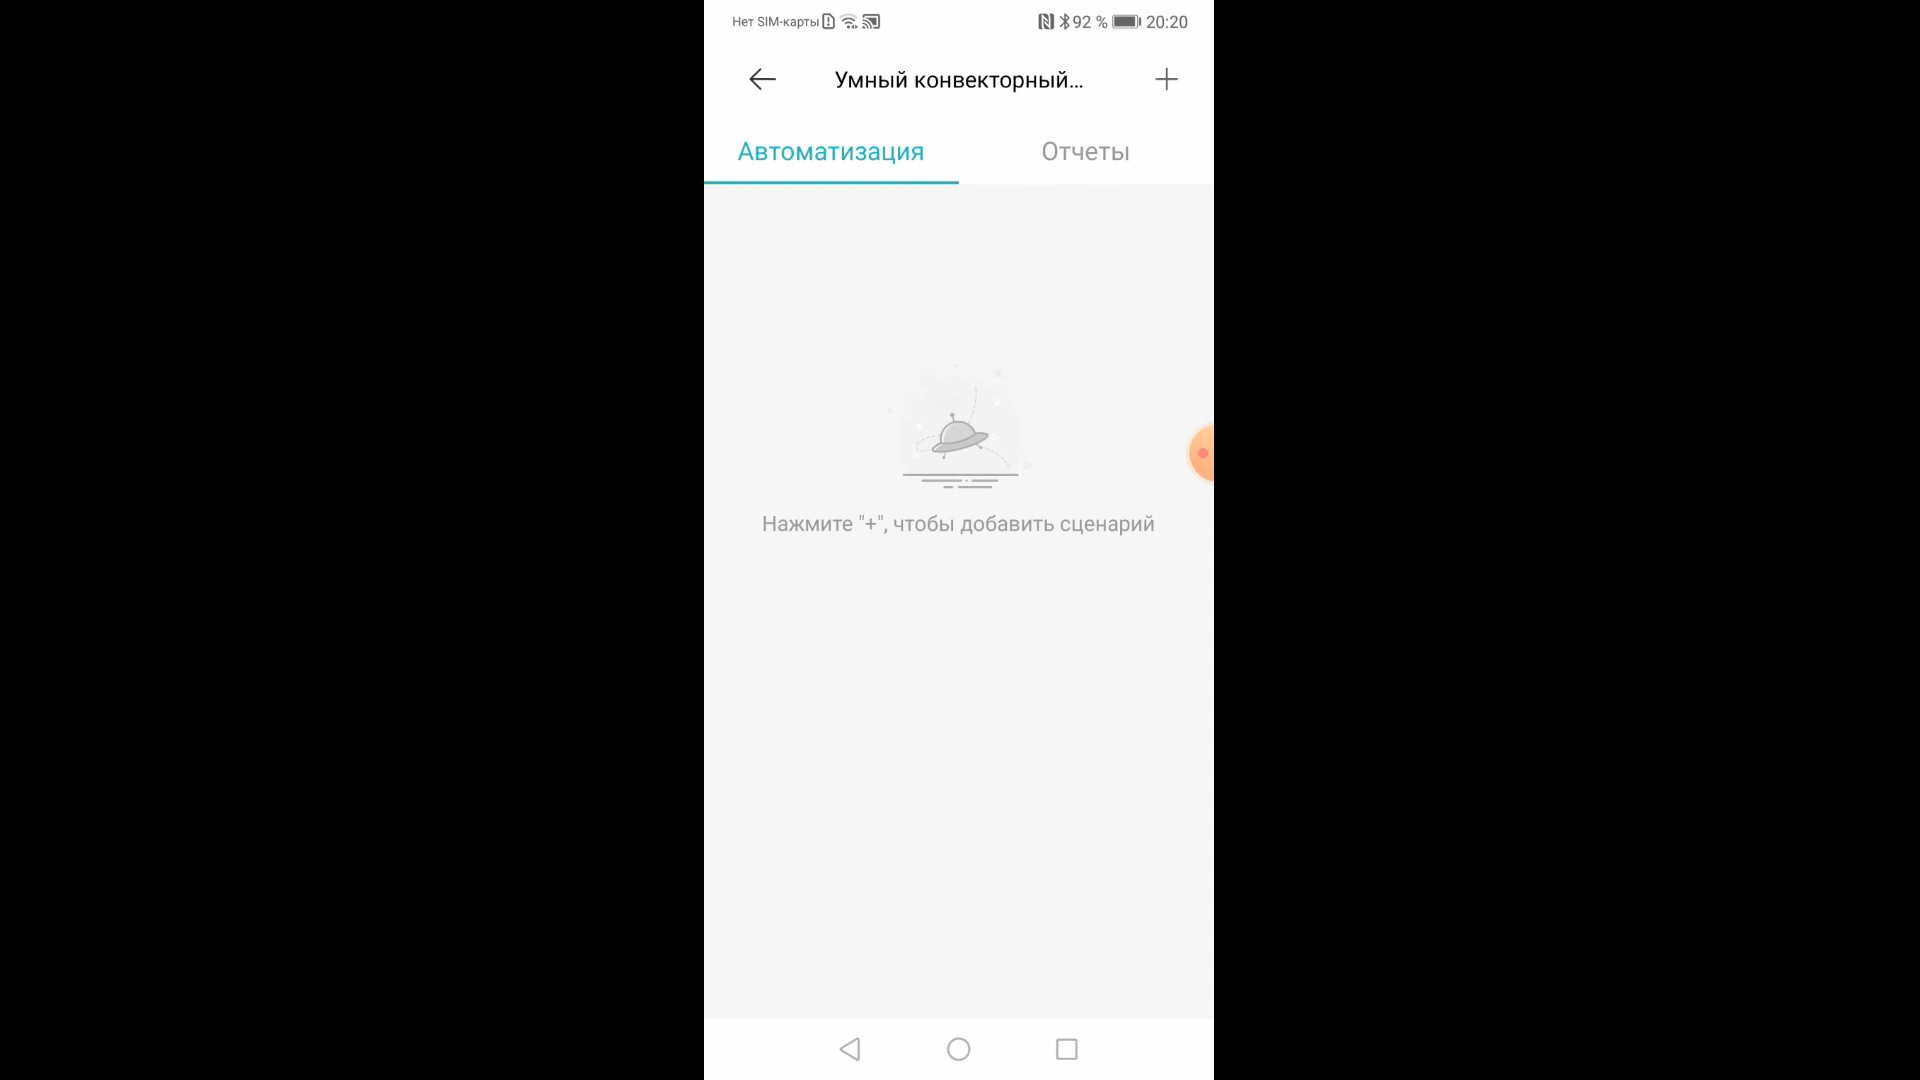 Нет SIM-карты 92 % 20:20
Умный конвекторный…
Автоматизация Отчеты
Нажмите "+", чтобы добавить сценарий